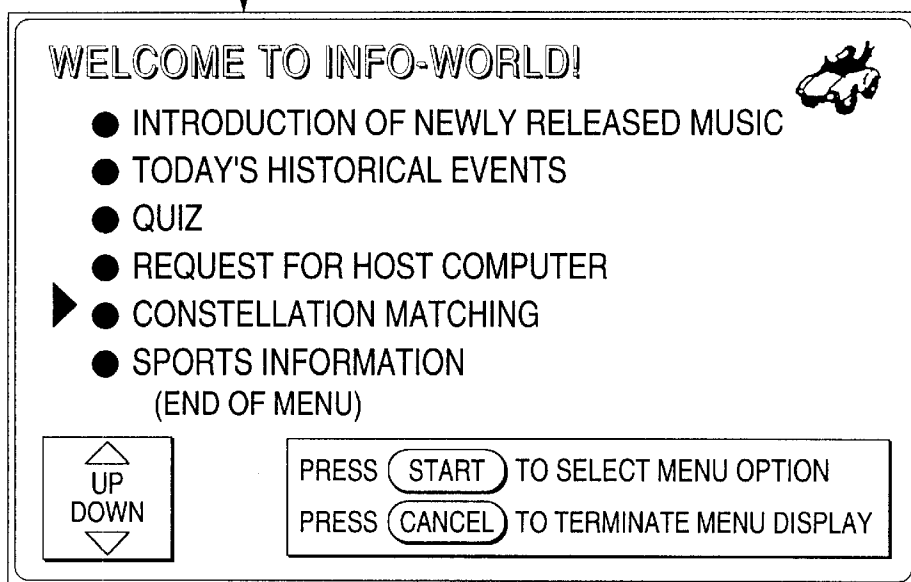 WELCOME TO INFO-WORLD!
● INTRODUCTION OF NEWLY RELEASED MUSIC
● TODAY'S HISTORICAL EVENTS
● QUIZ
● REQUEST FOR HOST COMPUTER
● CONSTELLATION MATCHING
● SPORTS INFORMATION
(END OF MENU)
UP
DOWN
PRESS START TO SELECT MENU OPTION
PRESS CANCEL TO TERMINATE MENU DISPLAY